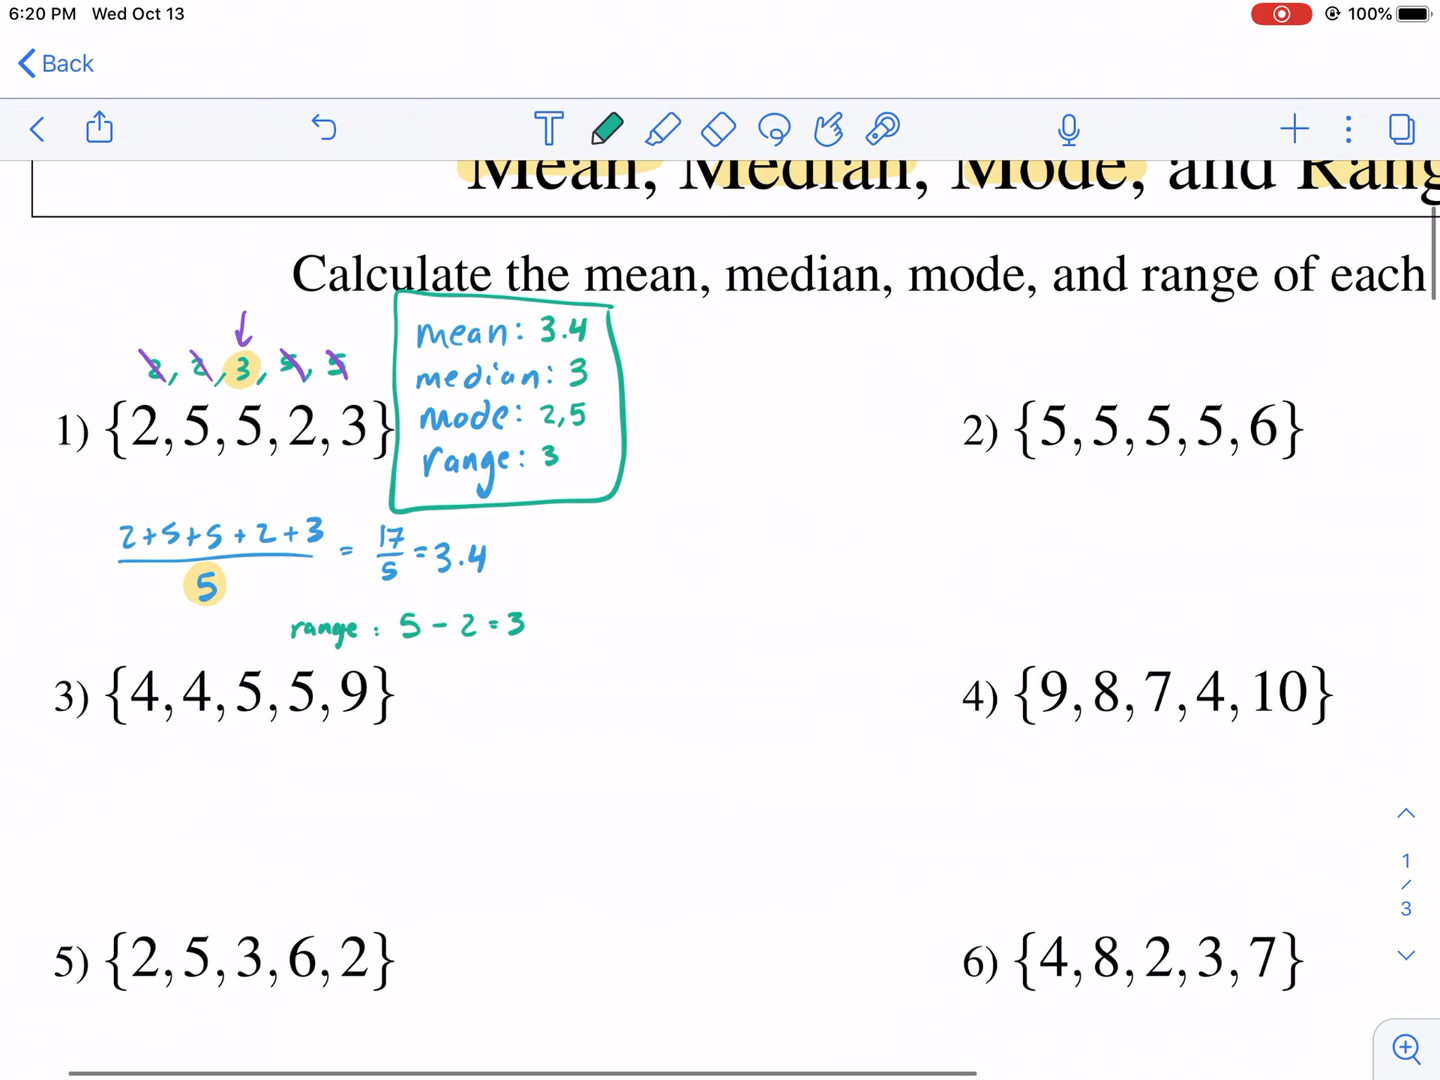 6:20 PM Wed Oct 13
100%
Back
Mean, Median, Mode, and Rang
Calculate the mean, median, mode, and range of each
mean: 3.4
median: 3
mode: 2,5
range: 3
2, 2, 3, 5, 5
1) {2, 5, 5, 2, 3}
2) {5, 5, 5, 5, 6}
2+5+5+2+3
5
= 17/5 = 3.4
range: 5 - 2 = 3
3) {4, 4, 5, 5, 9}
4) {9, 8, 7, 4, 10}
1
/
3
5) {2, 5, 3, 6, 2}
6) {4, 8, 2, 3, 7}